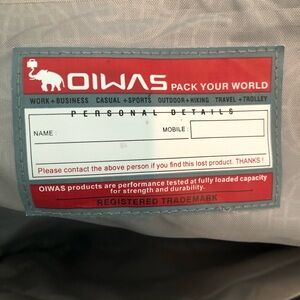 OIWAS PACK YOUR WORLD
WORK+BUSINESS CASUAL+SPORTS OUTDOOR+HIKING TRAVEL+TROLLEY
PERSONAL DETAILS
NAME: MOBILE:
Please contact the above person if you find this lost product. THANKS!
OIWAS products are performance tested at fully loaded capacity
for strength and durability.
REGISTERED TRADEMARK